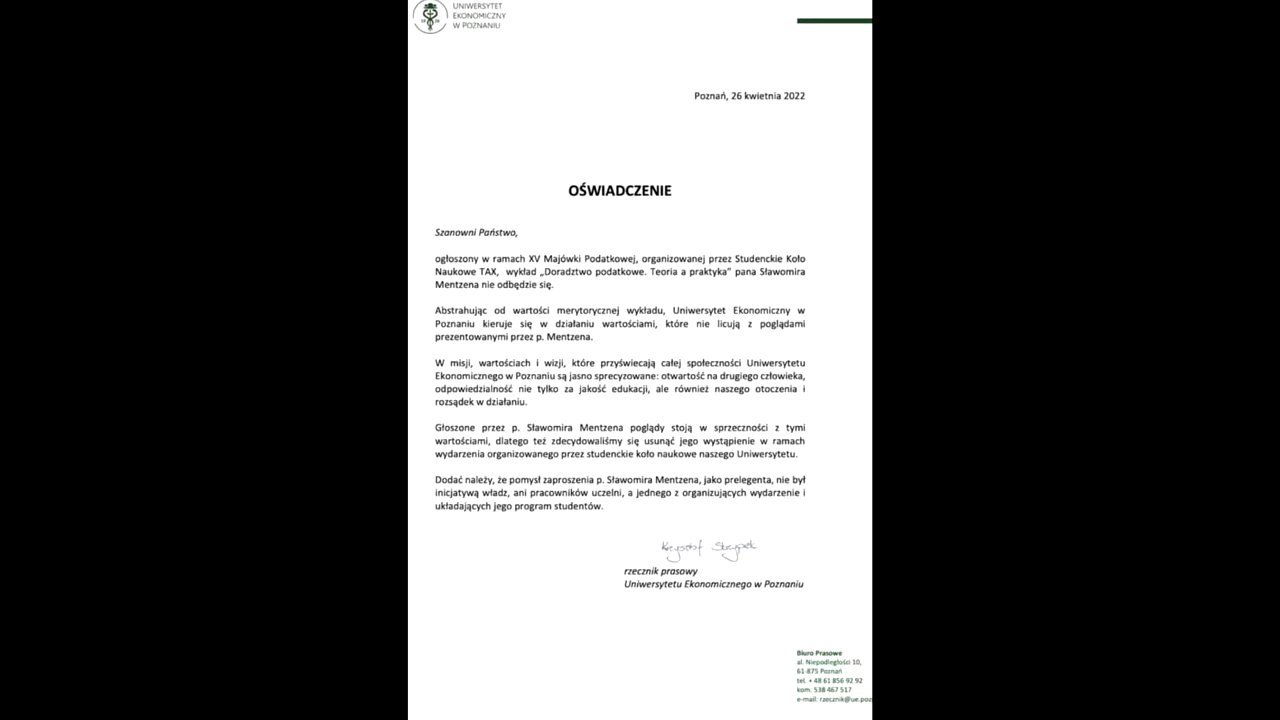 UNIWERSYTET
EKONOMICZNY
W POZNANIU
Poznań, 26 kwietnia 2022
OŚWIADCZENIE
Szanowni Państwo,
ogłoszony w ramach XV Majówki Podatkowej, organizowanej przez Studenckie Koło
Naukowe TAX, wykład „Doradztwo podatkowe. Teoria a praktyka" pana Sławomira
Mentzena nie odbędzie się.
Abstrahując od wartości merytorycznej wykładu, Uniwersytet Ekonomiczny w
Poznaniu kieruje się w działaniu wartościami, które nie licują z poglądami
prezentowanymi przez p. Mentzena.
W misji, wartościach i wizji, które przyświecają całej społeczności Uniwersytetu
Ekonomicznego w Poznaniu są jasno sprecyzowane: otwartość na drugiego człowieka,
odpowiedzialność nie tylko za jakość edukacji, ale również naszego otoczenia i
rozsądek w działaniu.
Głoszone przez p. Sławomira Mentzena poglądy stoją w sprzeczności z tymi
wartościami, dlatego też zdecydowaliśmy się usunąć jego wystąpienie w ramach
wydarzenia organizowanego przez studenckie koło naukowe naszego Uniwersytetu.
Dodać należy, że pomysł zaproszenia p. Sławomira Mentzena, jako prelegenta, nie był
inicjatywą władz, ani pracowników uczelni, a jednego z organizujących wydarzenie i
układających jego program studentów.
Krzysztof
rzecznik prasowy
Uniwersytetu Ekonomicznego w Poznaniu
Biuro Prasowe
al. Niepodległości 10,
61-875 Poznań
tel. + 48 61 856 92 92
kom. 538 467 517
e-mail: rzecznik@ue.poz